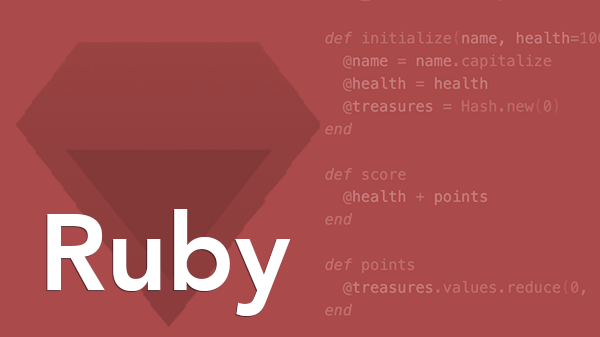 Ruby
def initialize(name, health=100
@name = name.capitalize
@health = health
@treasures = Hash.new(0)
end
def score
@health + points
end
def points
@treasures.values.reduce(0,
end